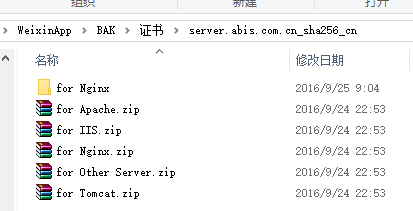 组织 新建 打开
WeixinApp > BAK > 证书 > server.abis.com.cn_sha256_cn
名称 修改日期
for Nginx 2016/9/25 9:04
for Apache.zip 2016/9/24 22:53
for IIS.zip 2016/9/24 22:53
for Nginx.zip 2016/9/24 22:53
for Other Server.zip 2016/9/24 22:53
for Tomcat.zip 2016/9/24 22:53